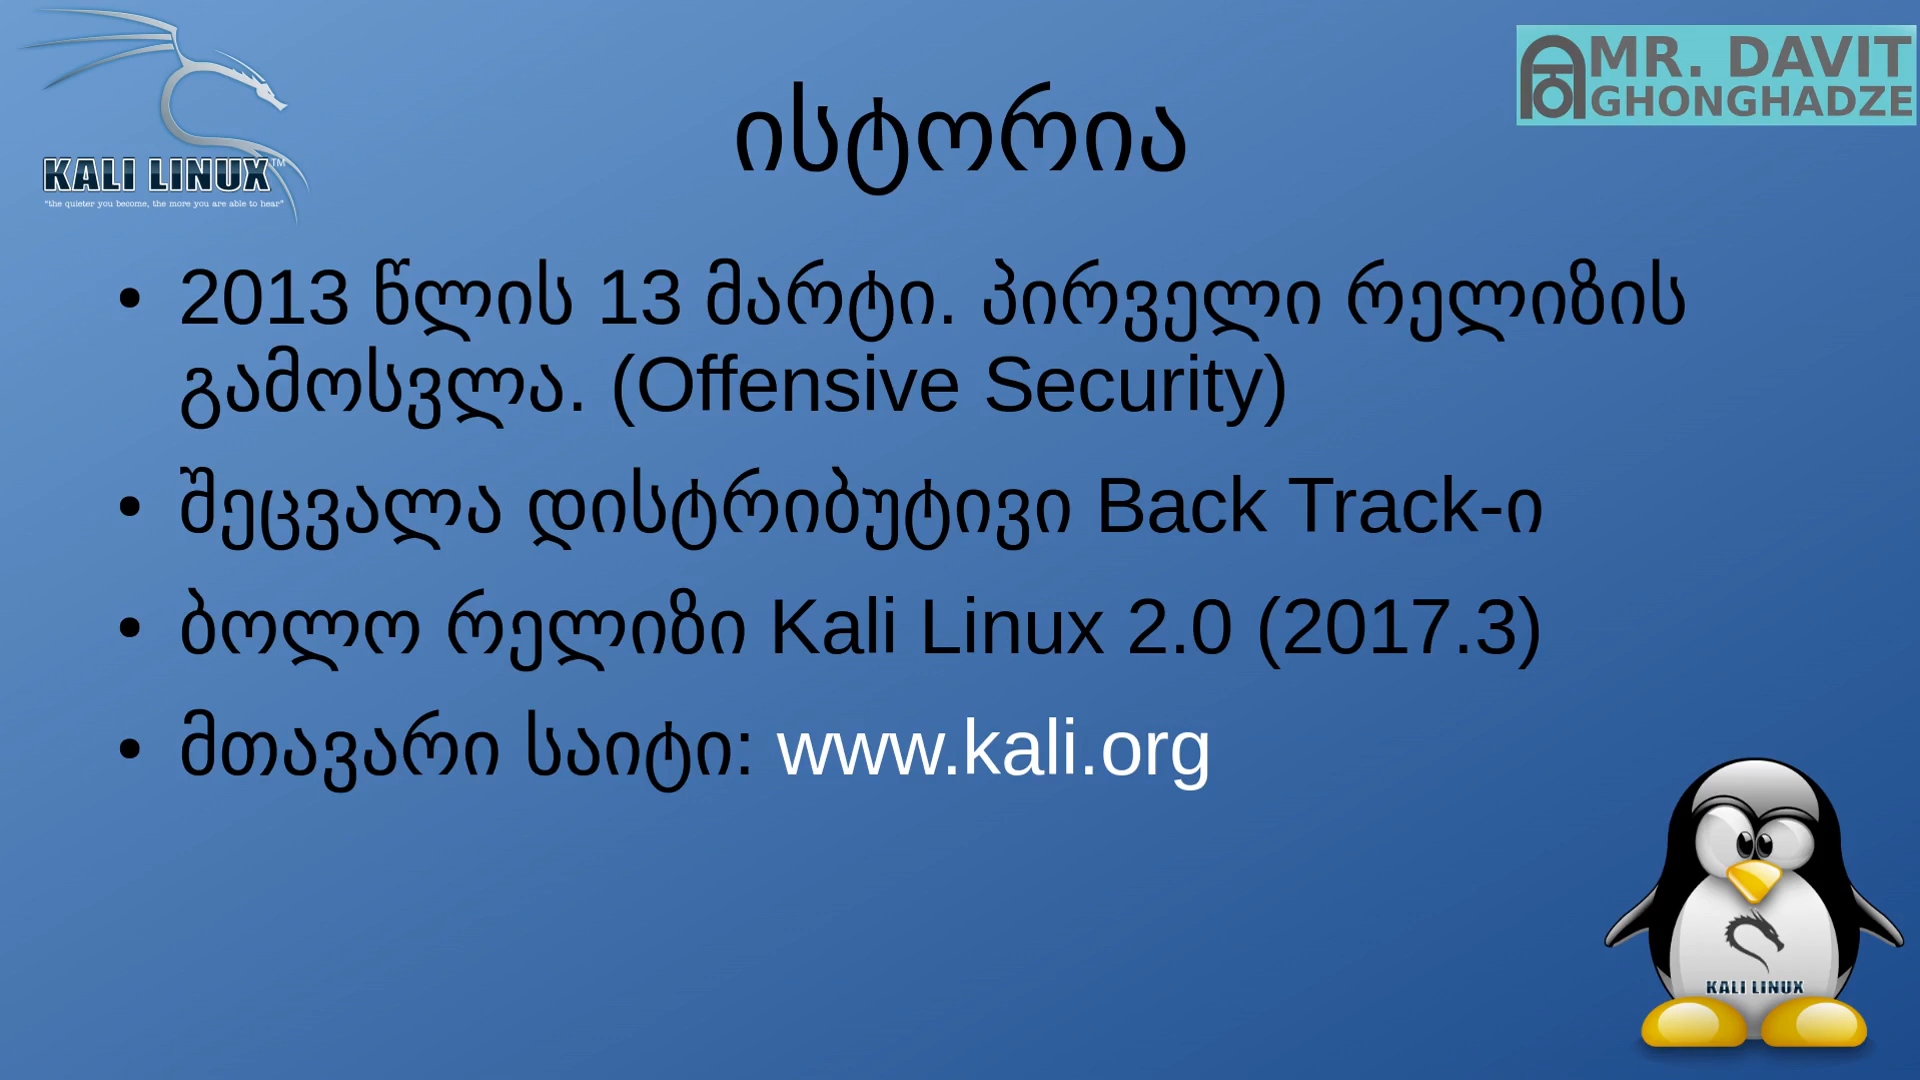 KALI LINUX™
"the quieter you become, the more you are able to hear"
MR. DAVIT
GHONGHADZE
ისტორია
• 2013 წლის 13 მარტი. პირველი რელიზის
გამოსვლა. (Offensive Security)
• შეცვალა დისტრიბუტივი Back Track-ი
• ბოლო რელიზი Kali Linux 2.0 (2017.3)
• მთავარი საიტი: www.kali.org
KALI LINUX